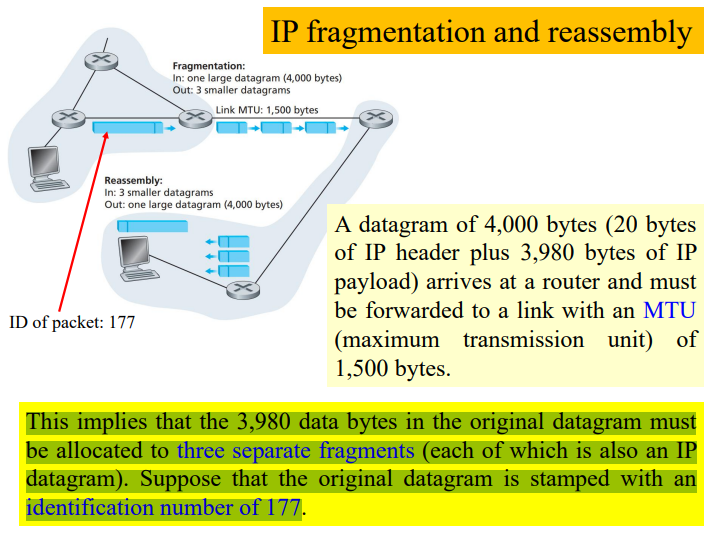 IP fragmentation and reassembly
Fragmentation:
In: one large datagram (4,000 bytes)
Out: 3 smaller datagrams
Link MTU: 1,500 bytes
Reassembly:
In: 3 smaller datagrams
Out: one large datagram (4,000 bytes)
ID of packet: 177
A datagram of 4,000 bytes (20 bytes
of IP header plus 3,980 bytes of IP
payload) arrives at a router and must
be forwarded to a link with an MTU
(maximum transmission unit) of
1,500 bytes.
This implies that the 3,980 data bytes in the original datagram must
be allocated to three separate fragments (each of which is also an IP
datagram). Suppose that the original datagram is stamped with an
identification number of 177.